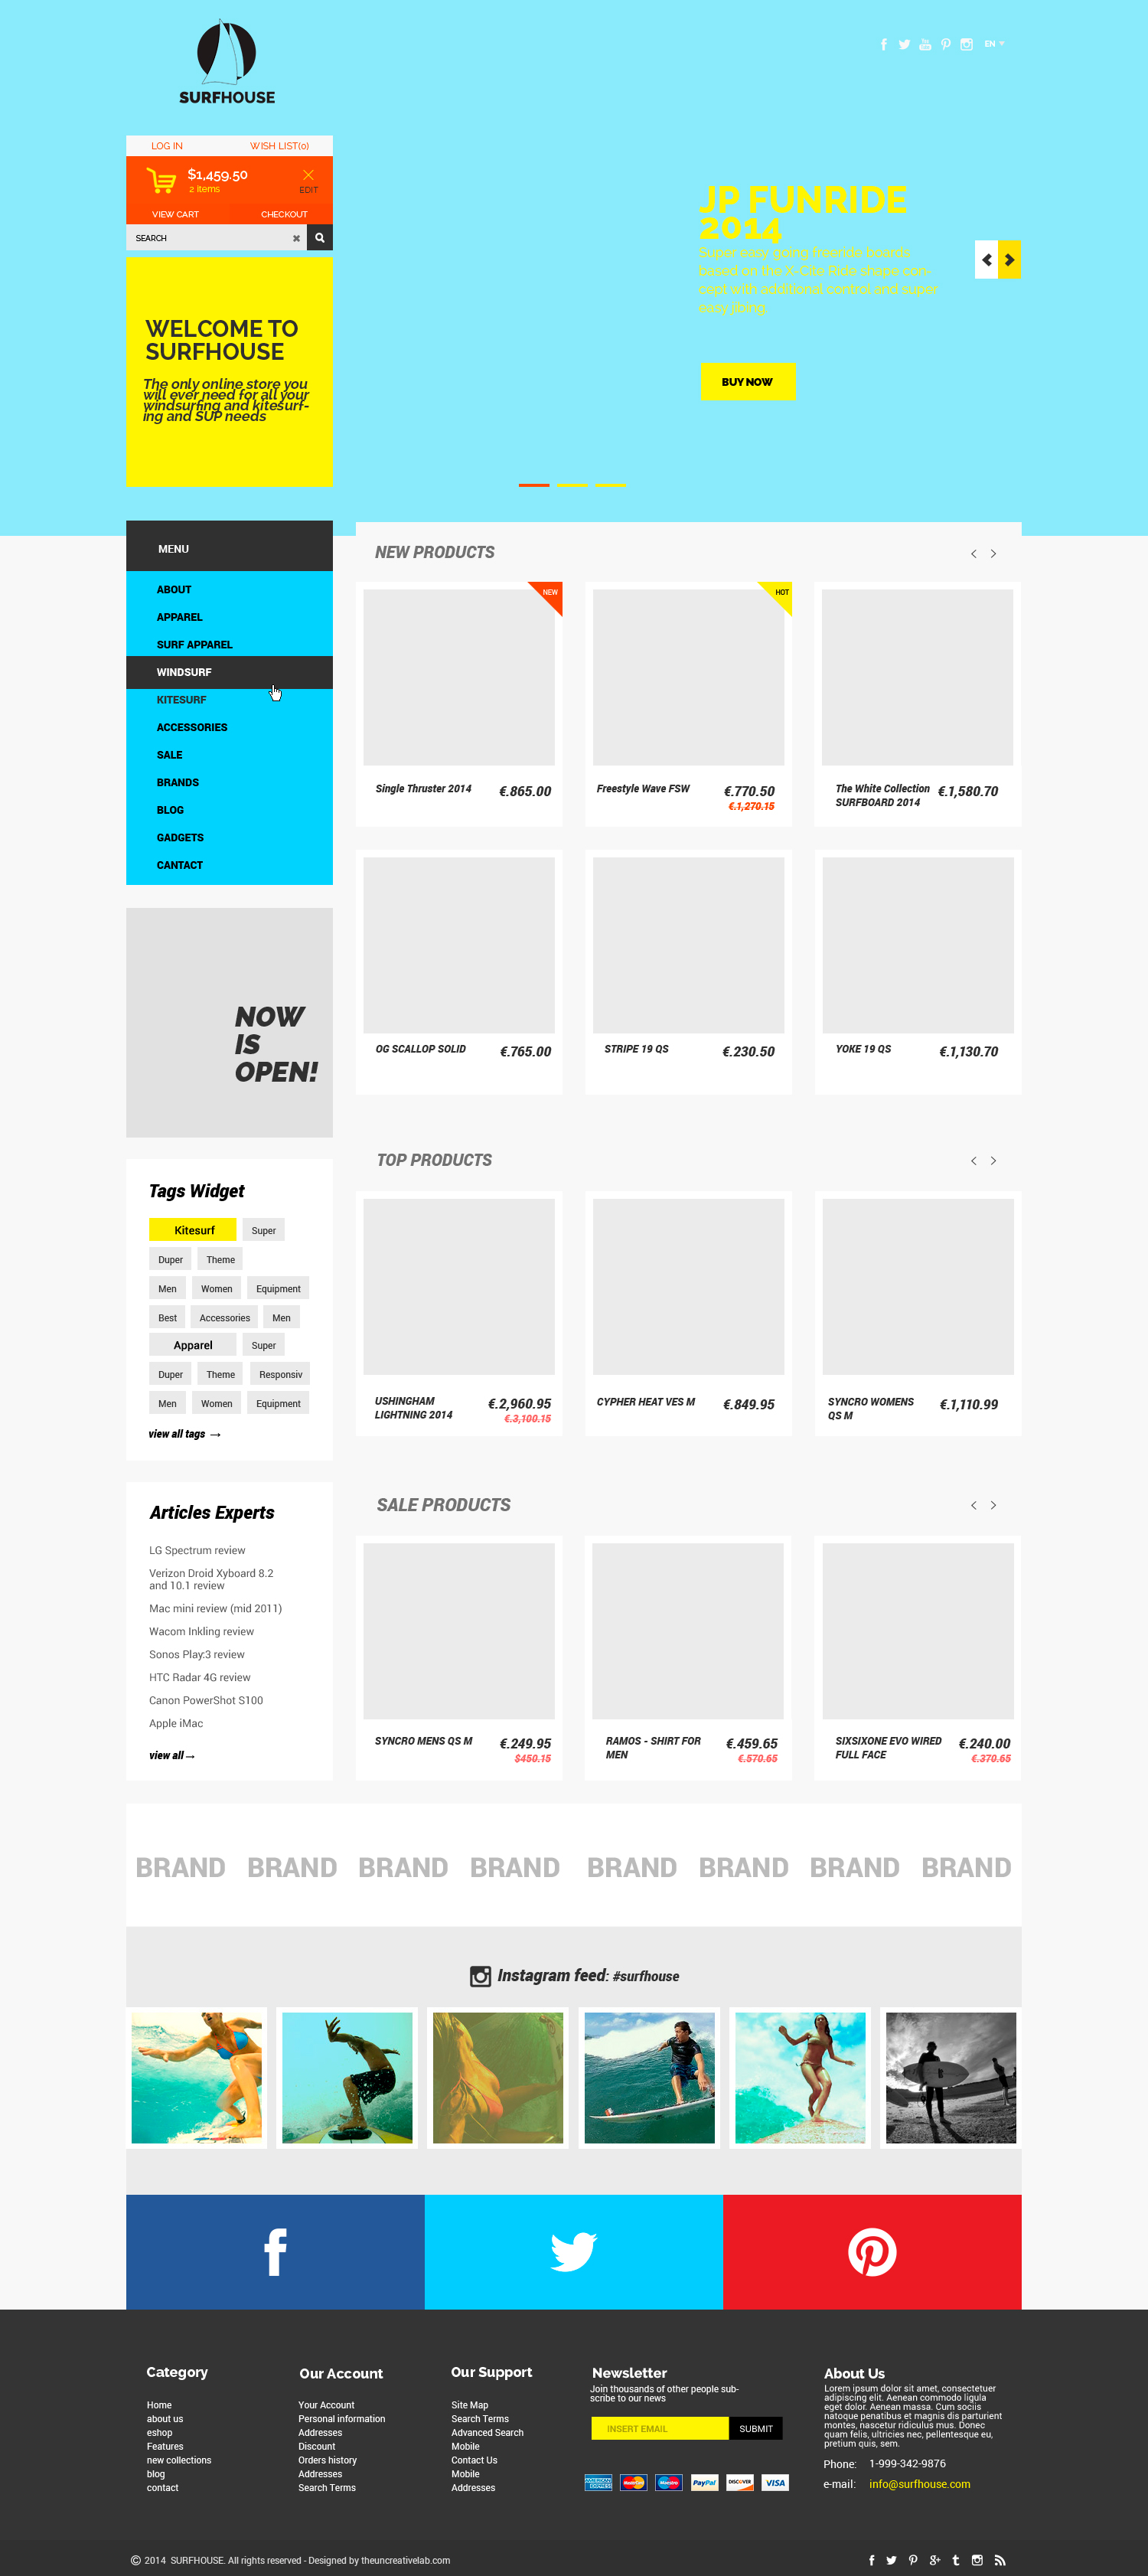 SURFHOUSE
EN
LOG IN
WISH LIST(0)
$1,459.50
2 items
EDIT
VIEW CART
CHECKOUT
SEARCH
WELCOME TO
SURFHOUSE
The only online store you
will ever need for all your
windsurfing and kitesurf-
ing and SUP needs
JP FUNRIDE
2014
Super easy going freeride boards
based on the X-Cite Ride shape con-
cept with additional control and super
easy jibing.
BUY NOW
MENU
ABOUT
APPAREL
SURF APPAREL
WINDSURF
KITESURF
ACCESSORIES
SALE
BRANDS
BLOG
GADGETS
CANTACT
NOW
IS
OPEN!
Tags Widget
Kitesurf
Super
Duper
Theme
Men
Women
Equipment
Best
Accessories
Men
Apparel
Super
Duper
Theme
Responsiv
Men
Women
Equipment
view all tags →
Articles Experts
LG Spectrum review
Verizon Droid Xyboard 8.2
and 10.1 review
Mac mini review (mid 2011)
Wacom Inkling review
Sonos Play:3 review
HTC Radar 4G review
Canon PowerShot S100
Apple iMac
view all→
NEW PRODUCTS
NEW
Single Thruster 2014
€.865.00
HOT
Freestyle Wave FSW
€.770.50
€.1,270.15
The White Collection
SURFBOARD 2014
€.1,580.70
OG SCALLOP SOLID
€.765.00
STRIPE 19 QS
€.230.50
YOKE 19 QS
€.1,130.70
TOP PRODUCTS
USHINGHAM
LIGHTNING 2014
€.2,960.95
€.3,100.15
CYPHER HEAT VES M
€.849.95
SYNCRO WOMENS
QS M
€.1,110.99
SALE PRODUCTS
SYNCRO MENS QS M
€.249.95
$450.15
RAMOS - SHIRT FOR
MEN
€.459.65
€.570.65
SIXSIXONE EVO WIRED
FULL FACE
€.240.00
€.370.65
BRAND BRAND BRAND BRAND BRAND BRAND BRAND BRAND
Instagram feed: #surfhouse
Category
Home
about us
eshop
Features
new collections
blog
contact
Our Account
Your Account
Personal information
Addresses
Discount
Orders history
Addresses
Search Terms
Our Support
Site Map
Search Terms
Advanced Search
Mobile
Contact Us
Mobile
Addresses
Newsletter
Join thousands of other people sub-
scribe to our news
INSERT EMAIL
SUBMIT
AMERICAN EXPRESS
MasterCard
Maestro
PayPal
DISCOVER
VISA
About Us
Lorem ipsum dolor sit amet, consectetuer
adipiscing elit. Aenean commodo ligula
eget dolor. Aenean massa. Cum sociis
natoque penatibus et magnis dis parturient
montes, nascetur ridiculus mus. Donec
quam felis, ultricies nec, pellentesque eu,
pretium quis, sem.
Phone: 1-999-342-9876
e-mail: info@surfhouse.com
© 2014 SURFHOUSE. All rights reserved - Designed by theuncreativelab.com